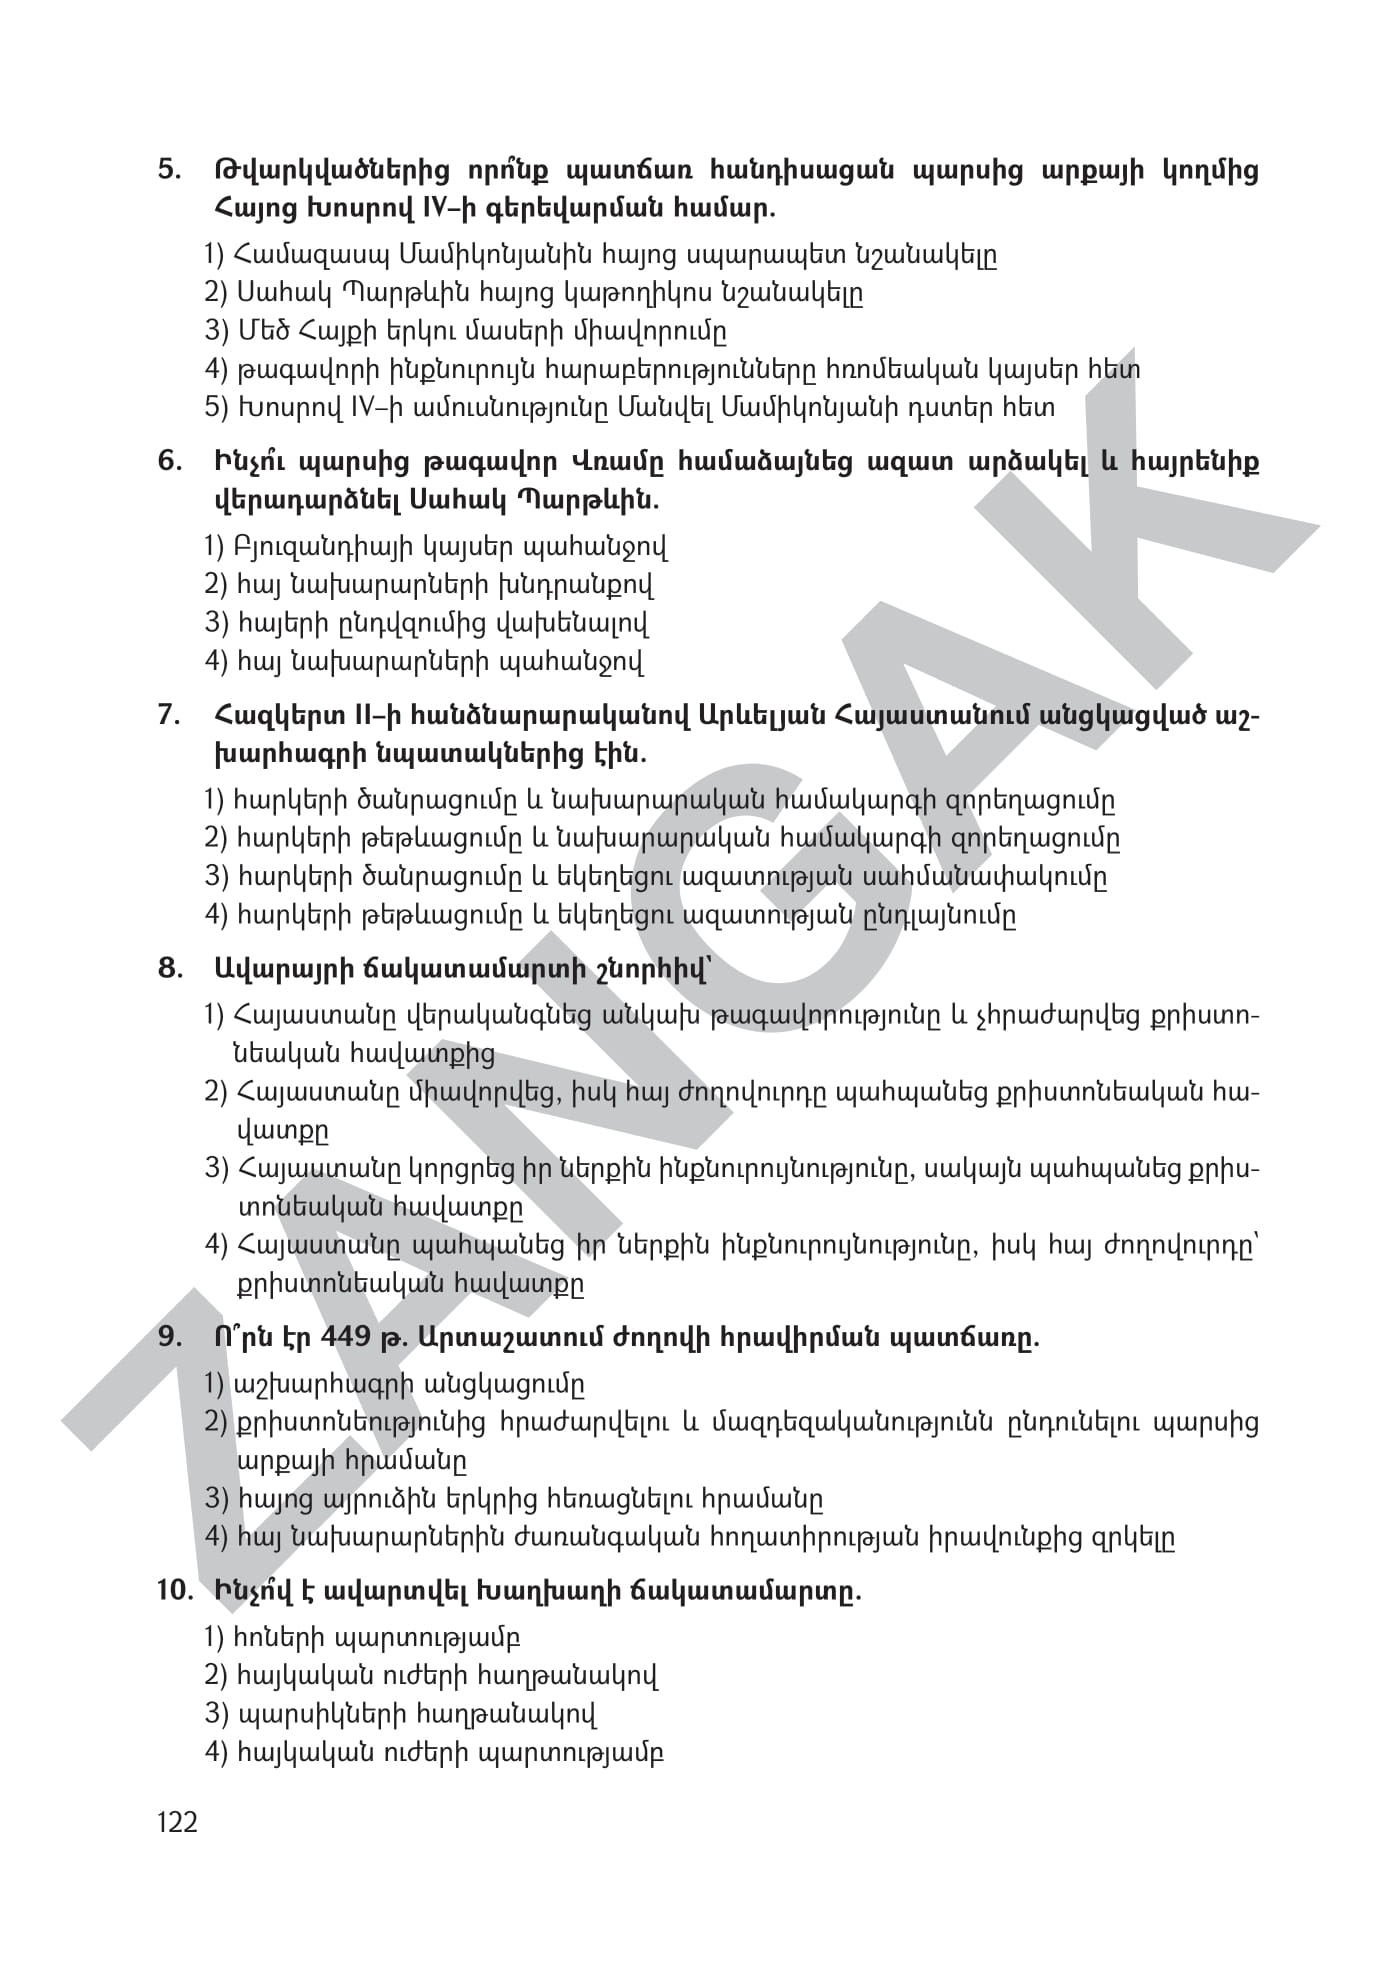 5. Թվարկվածներից որո՞նք պատճառ հանդիսացան պարսից արքայի կողմից
Հայոց Խոսրով IV–ի գերեվարման համար.
1) Համազասպ Մամիկոնյանին հայոց սպարապետ նշանակելը
2) Սահակ Պարթևին հայոց կաթողիկոս նշանակելը
3) Մեծ Հայքի երկու մասերի միավորումը
4) թագավորի ինքնուրույն հարաբերությունները հռոմեական կայսեր հետ
5) Խոսրով IV–ի ամուսնությունը Մանվել Մամիկոնյանի դստեր հետ
6. Ինչո՞ւ պարսից թագավոր Վռամը համաձայնեց ազատ արձակել և հայրենիք
վերադարձնել Սահակ Պարթևին.
1) Բյուզանդիայի կայսեր պահանջով
2) հայ նախարարների խնդրանքով
3) հայերի ընդվզումից վախենալով
4) հայ նախարարների պահանջով
7. Հազկերտ II–ի հանձնարարականով Արևելյան Հայաստանում անցկացված աշ-
խարհագրի նպատակներից էին.
1) հարկերի ծանրացումը և նախարարական համակարգի զորեղացումը
2) հարկերի թեթևացումը և նախարարական համակարգի զորեղացումը
3) հարկերի ծանրացումը և եկեղեցու ազատության սահմանափակումը
4) հարկերի թեթևացումը և եկեղեցու ազատության ընդլայնումը
8. Ավարայրի ճակատամարտի շնորհիվ՝
1) Հայաստանը վերականգնեց անկախ թագավորությունը և չհրաժարվեց քրիստո-
նեական հավատքից
2) Հայաստանը միավորվեց, իսկ հայ ժողովուրդը պահպանեց քրիստոնեական հա-
վատքը
3) Հայաստանը կորցրեց իր ներքին ինքնուրույնությունը, սակայն պահպանեց քրիս-
տոնեական հավատքը
4) Հայաստանը պահպանեց իր ներքին ինքնուրույնությունը, իսկ հայ ժողովուրդը՝
քրիստոնեական հավատքը
9. Ո՞րն էր 449 թ. Արտաշատում ժողովի հրավիրման պատճառը.
1) աշխարհագրի անցկացումը
2) քրիստոնեությունից հրաժարվելու և մազդեզականությունն ընդունելու պարսից
արքայի հրամանը
3) հայոց այրուձին երկրից հեռացնելու հրամանը
4) հայ նախարարներին ժառանգական հողատիրության իրավունքից զրկելը
10. Ինչո՞վ է ավարտվել Խաղխաղի ճակատամարտը.
1) հոների պարտությամբ
2) հայկական ուժերի հաղթանակով
3) պարսիկների հաղթանակով
4) հայկական ուժերի պարտությամբ
122
ZANGAK